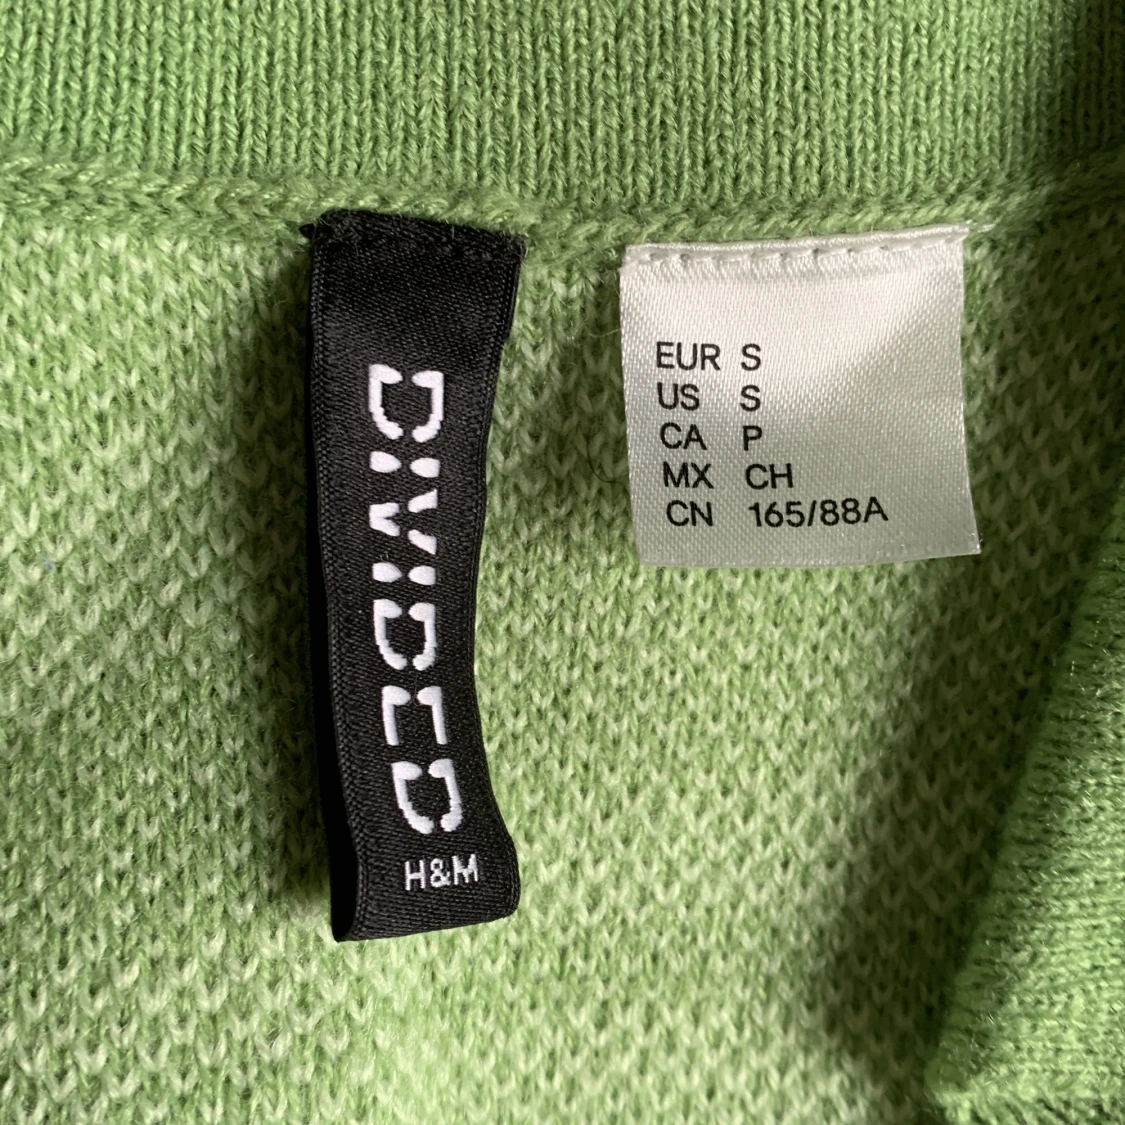 DIVIDED
H&M
EUR S
US S
CA P
MX CH
CN 165/88A